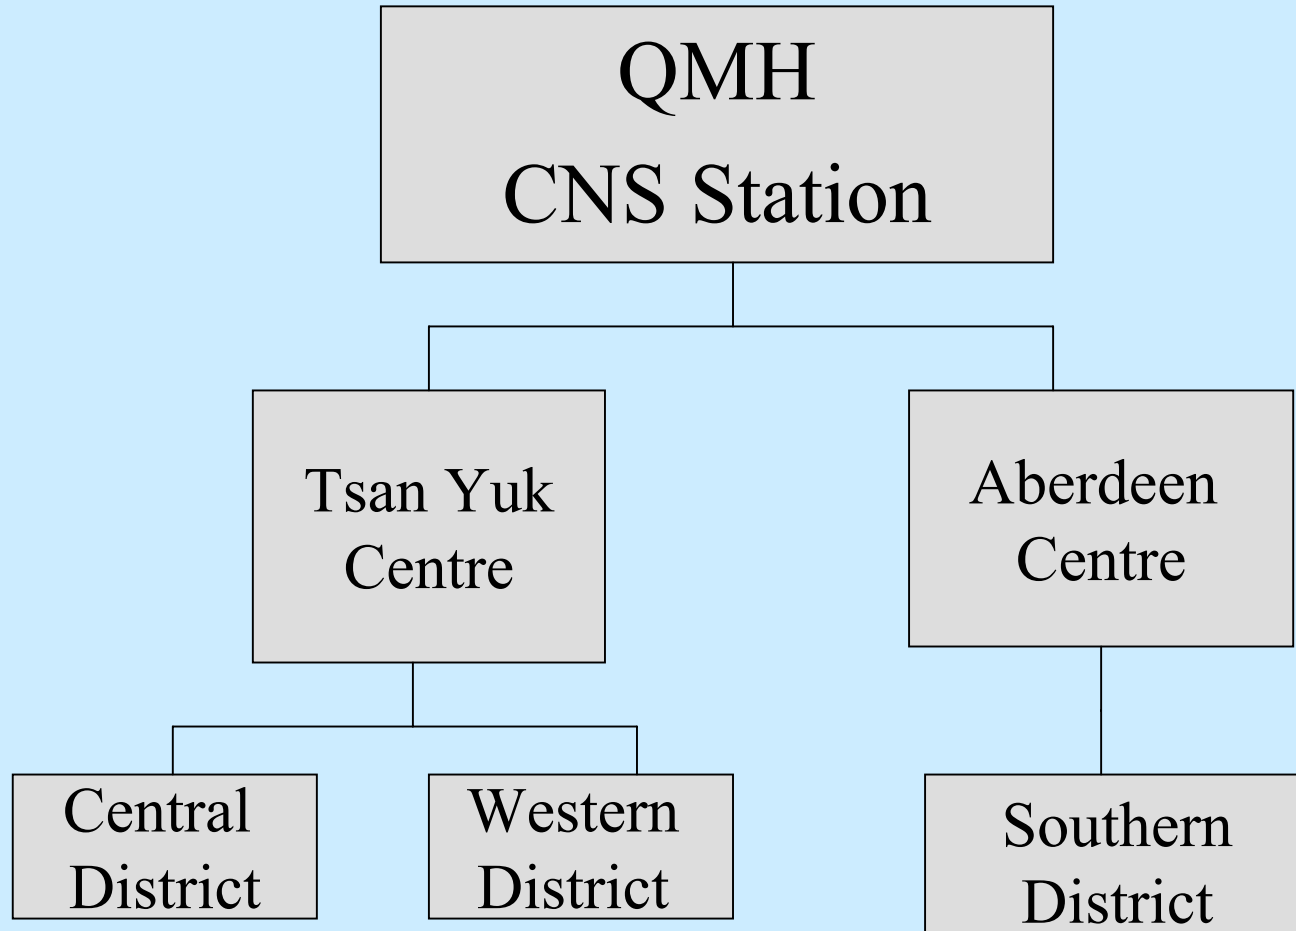 QMH
CNS Station
Tsan Yuk
Centre
Aberdeen
Centre
Central
District
Western
District
Southern
District